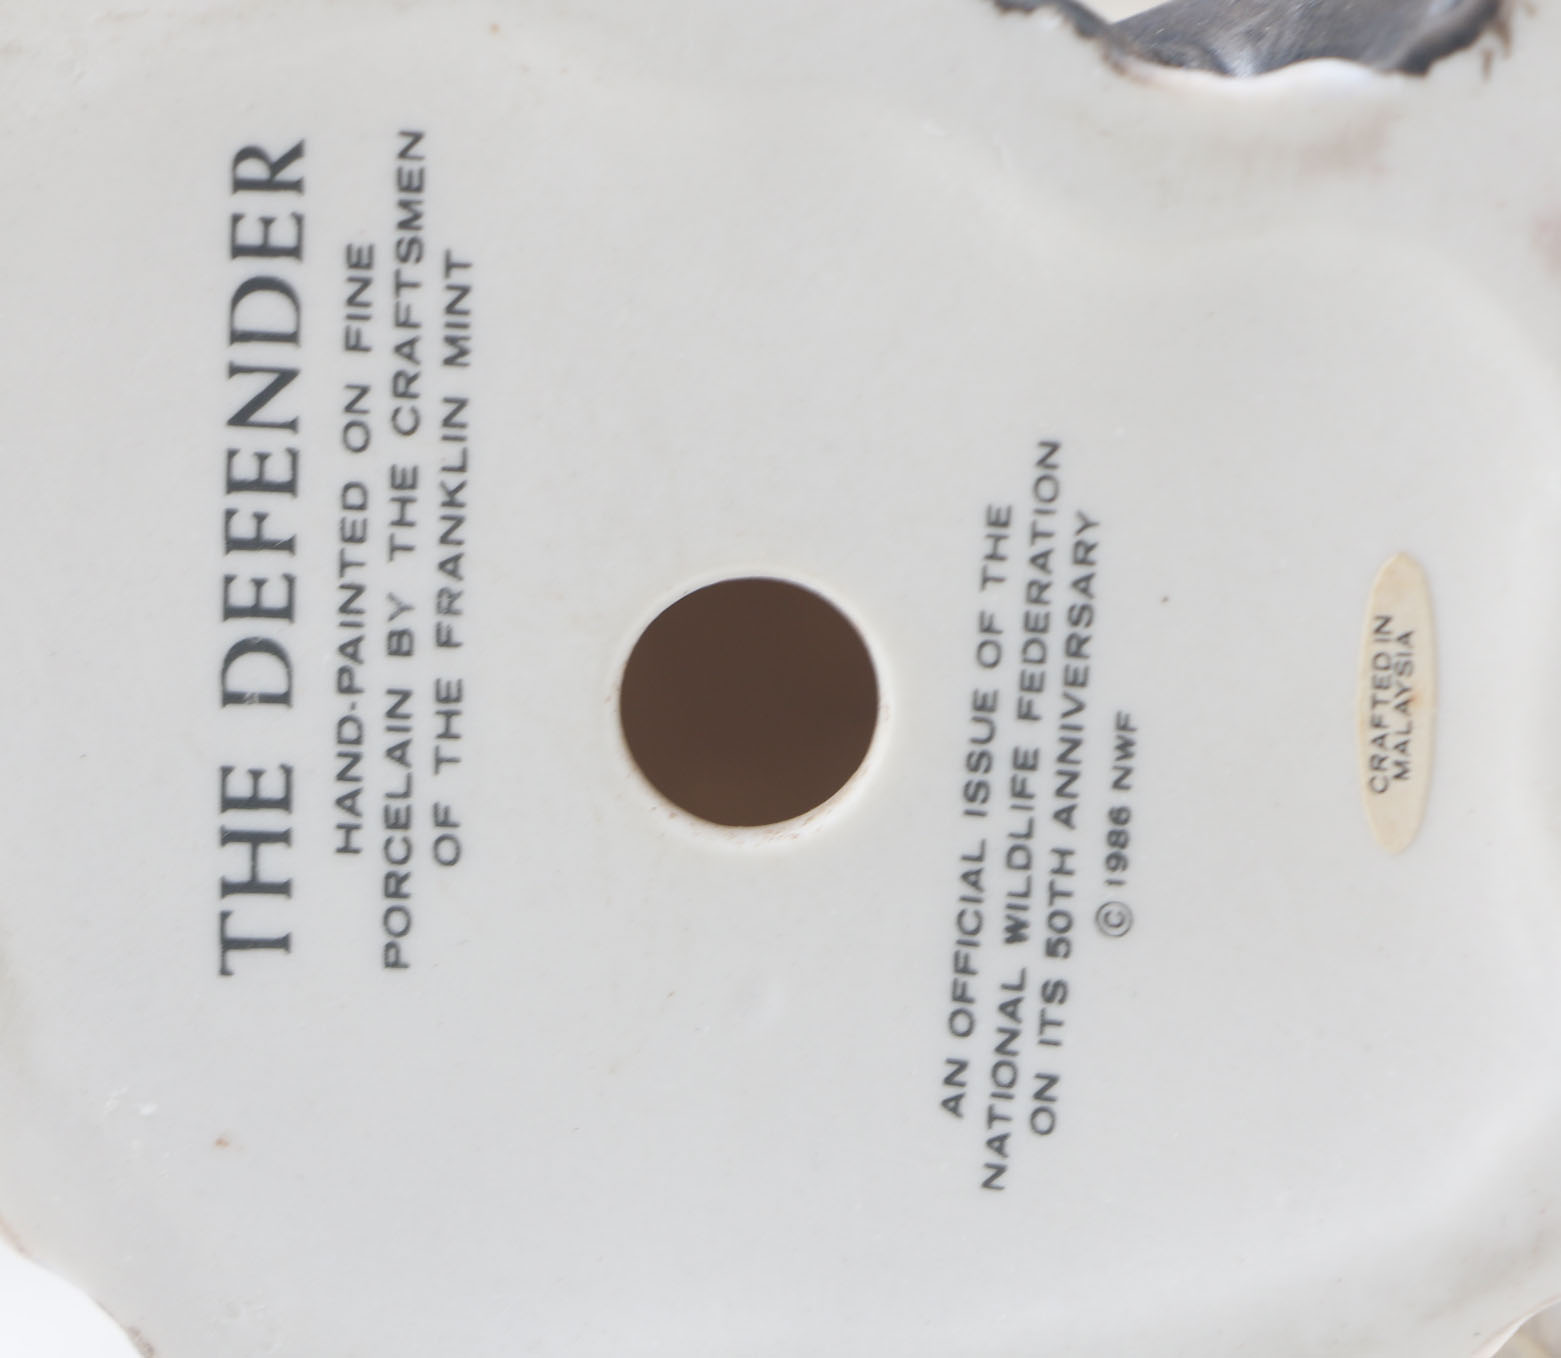 THE DEFENDER
HAND-PAINTED ON FINE
PORCELAIN BY THE CRAFTSMEN
OF THE FRANKLIN MINT
AN OFFICIAL ISSUE OF THE
NATIONAL WILDLIFE FEDERATION
ON ITS 50TH ANNIVERSARY
© 1986 NWF
CRAFTED IN
MALAYSIA